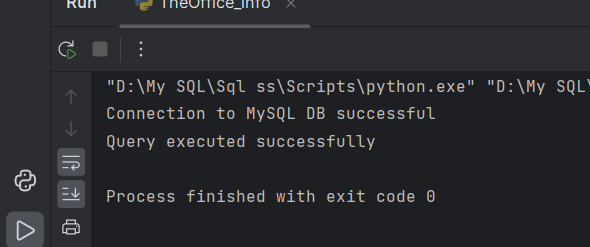 Run TheOffice_Info
"D:\My SQL\Sql ss\Scripts\python.exe" "D:\My SQL\
Connection to MySQL DB successful
Query executed successfully
Process finished with exit code 0